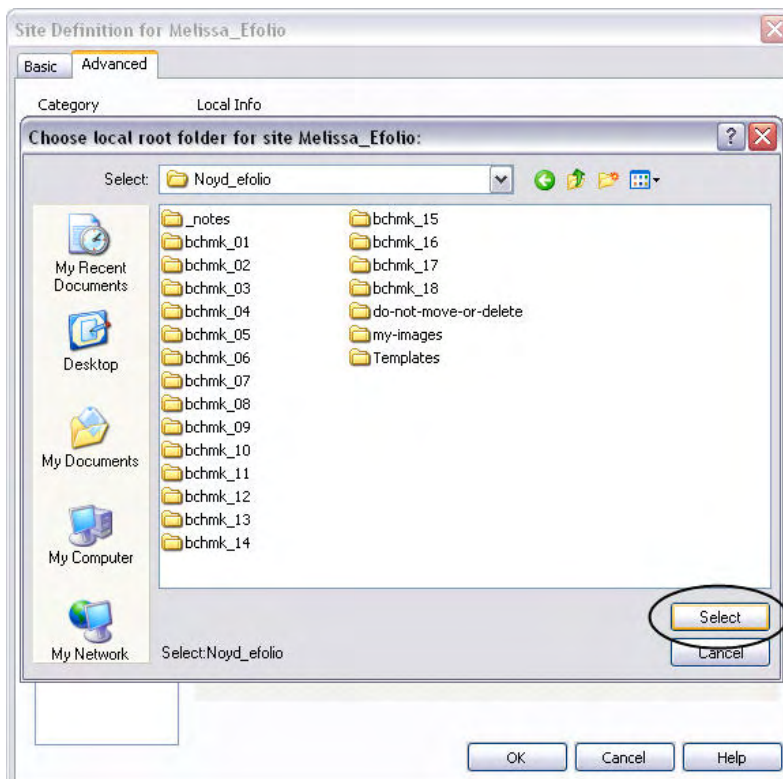 Site Definition for Melissa_Efolio
Basic
Advanced
Category
Local Info
Choose local root folder for site Melissa_Efolio:
Select:
Noyd_efolio
My Recent
Documents
Desktop
My Documents
My Computer
My Network
_notes
bchmk_01
bchmk_02
bchmk_03
bchmk_04
bchmk_05
bchmk_06
bchmk_07
bchmk_08
bchmk_09
bchmk_10
bchmk_11
bchmk_12
bchmk_13
bchmk_14
bchmk_15
bchmk_16
bchmk_17
bchmk_18
do-not-move-or-delete
my-images
Templates
Select:Noyd_efolio
Select
Cancel
OK
Cancel
Help